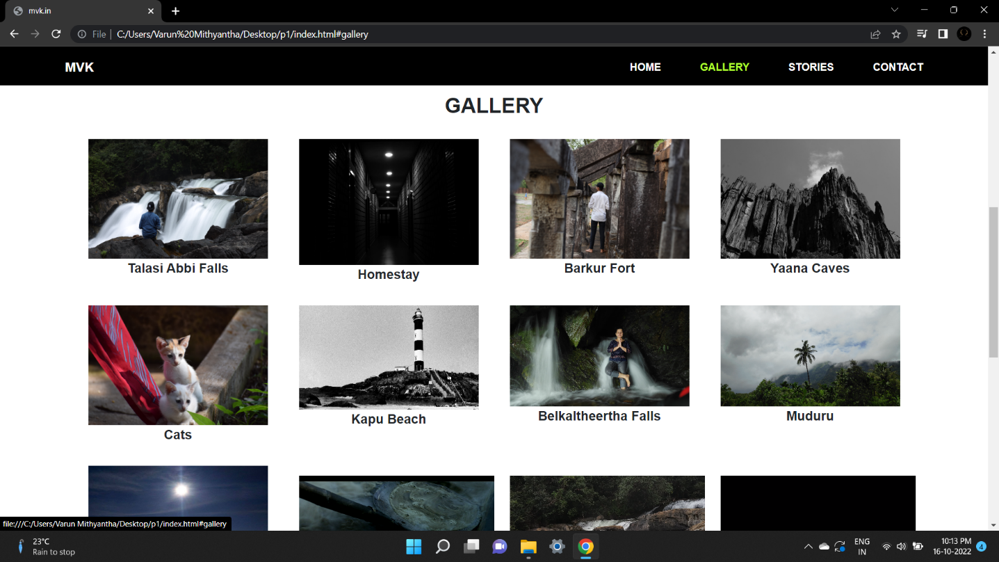 mvk.in
File | C:/Users/Varun%20Mithyantha/Desktop/p1/index.html#gallery
MVK HOME GALLERY STORIES CONTACT
GALLERY
Talasi Abbi Falls
Homestay
Barkur Fort
Yaana Caves
Cats
Kapu Beach
Belkaltheertha Falls
Muduru
file:///C:/Users/Varun Mithyantha/Desktop/p1/index.html#gallery
23°C
Rain to stop
ENG
IN
10:13 PM
16-10-2022
4